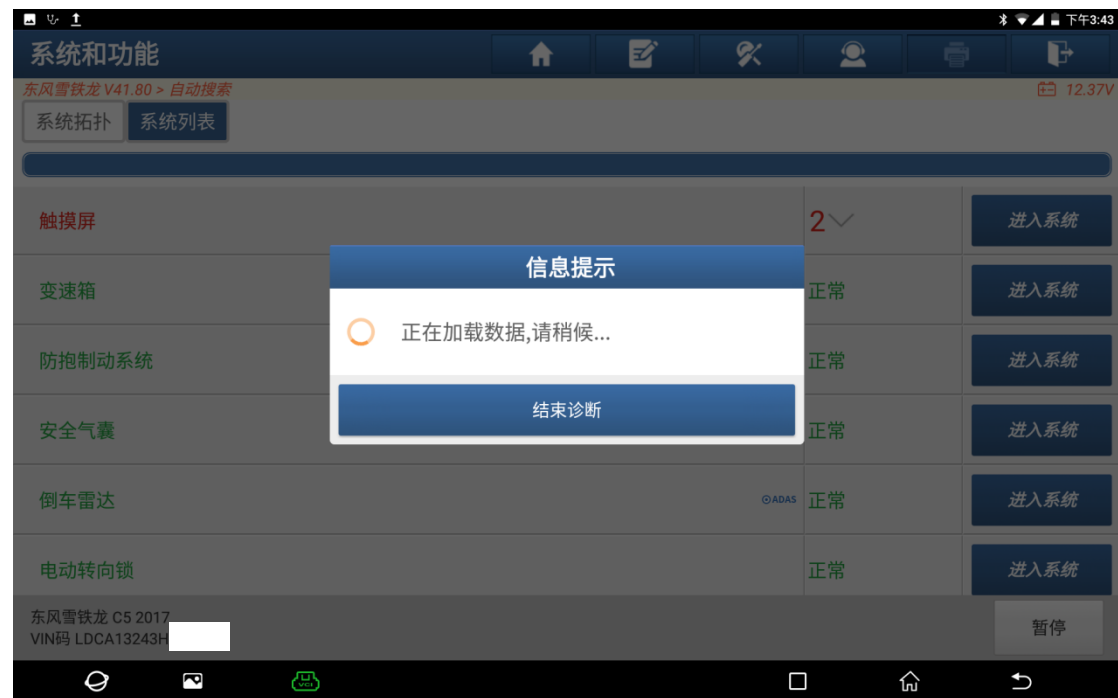 下午3:43
系统和功能
东风雪铁龙 V41.80 > 自动搜索
12.37V
系统拓扑 系统列表
触摸屏 2 进入系统
信息提示
变速箱 正常 进入系统
正在加载数据,请稍候...
防抱制动系统 正常 进入系统
结束诊断
安全气囊 正常 进入系统
倒车雷达 ADAS 正常 进入系统
电动转向锁 正常 进入系统
东风雪铁龙 C5 2017
VIN码 LDCA13243H
暂停
VCI